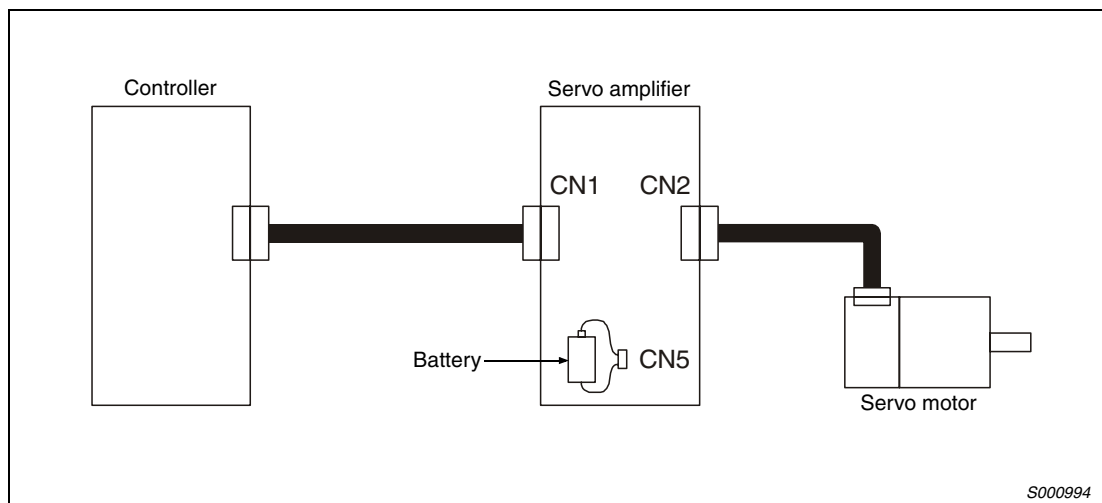 Controller
Servo amplifier
CN1
CN2
Battery
CN5
Servo motor
S000994